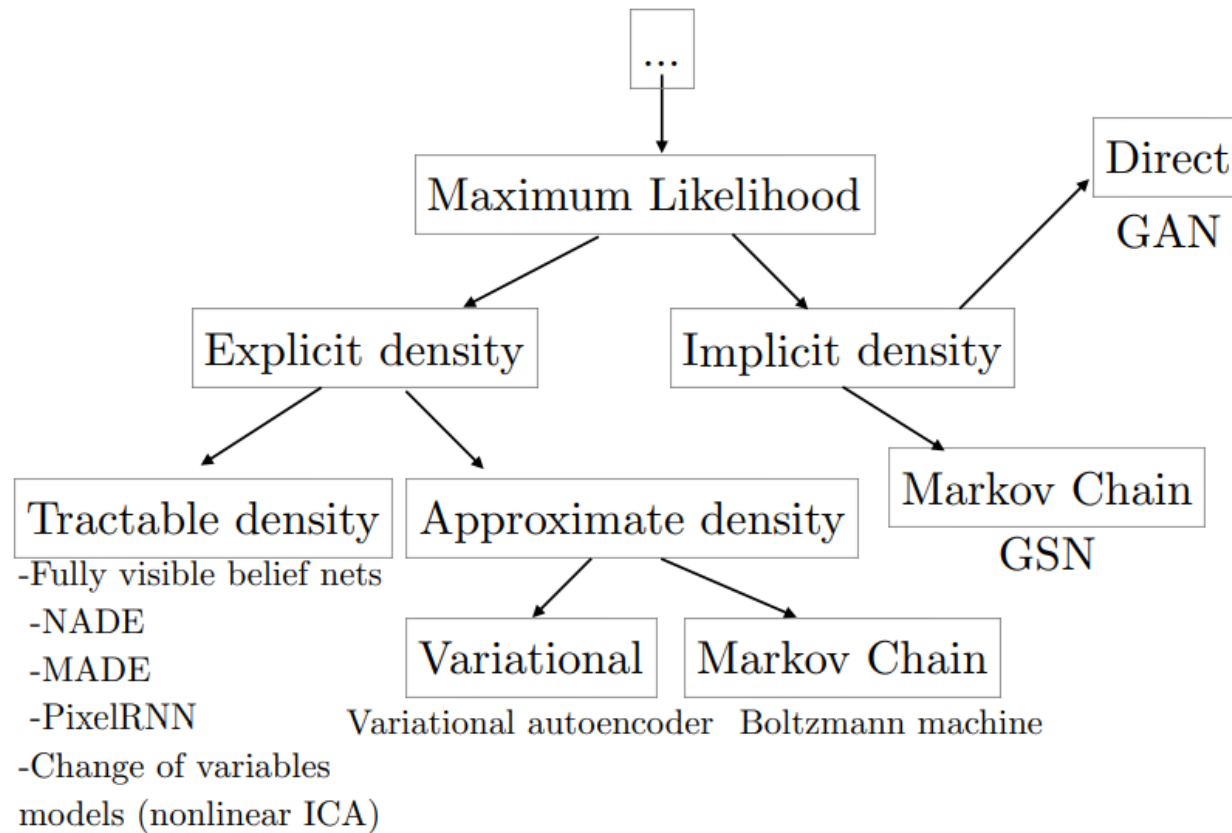 ...
Maximum Likelihood
Direct
GAN
Explicit density
Implicit density
Tractable density
-Fully visible belief nets
-NADE
-MADE
-PixelRNN
-Change of variables
models (nonlinear ICA)
Approximate density
Variational
Variational autoencoder
Markov Chain
Boltzmann machine
Markov Chain
GSN